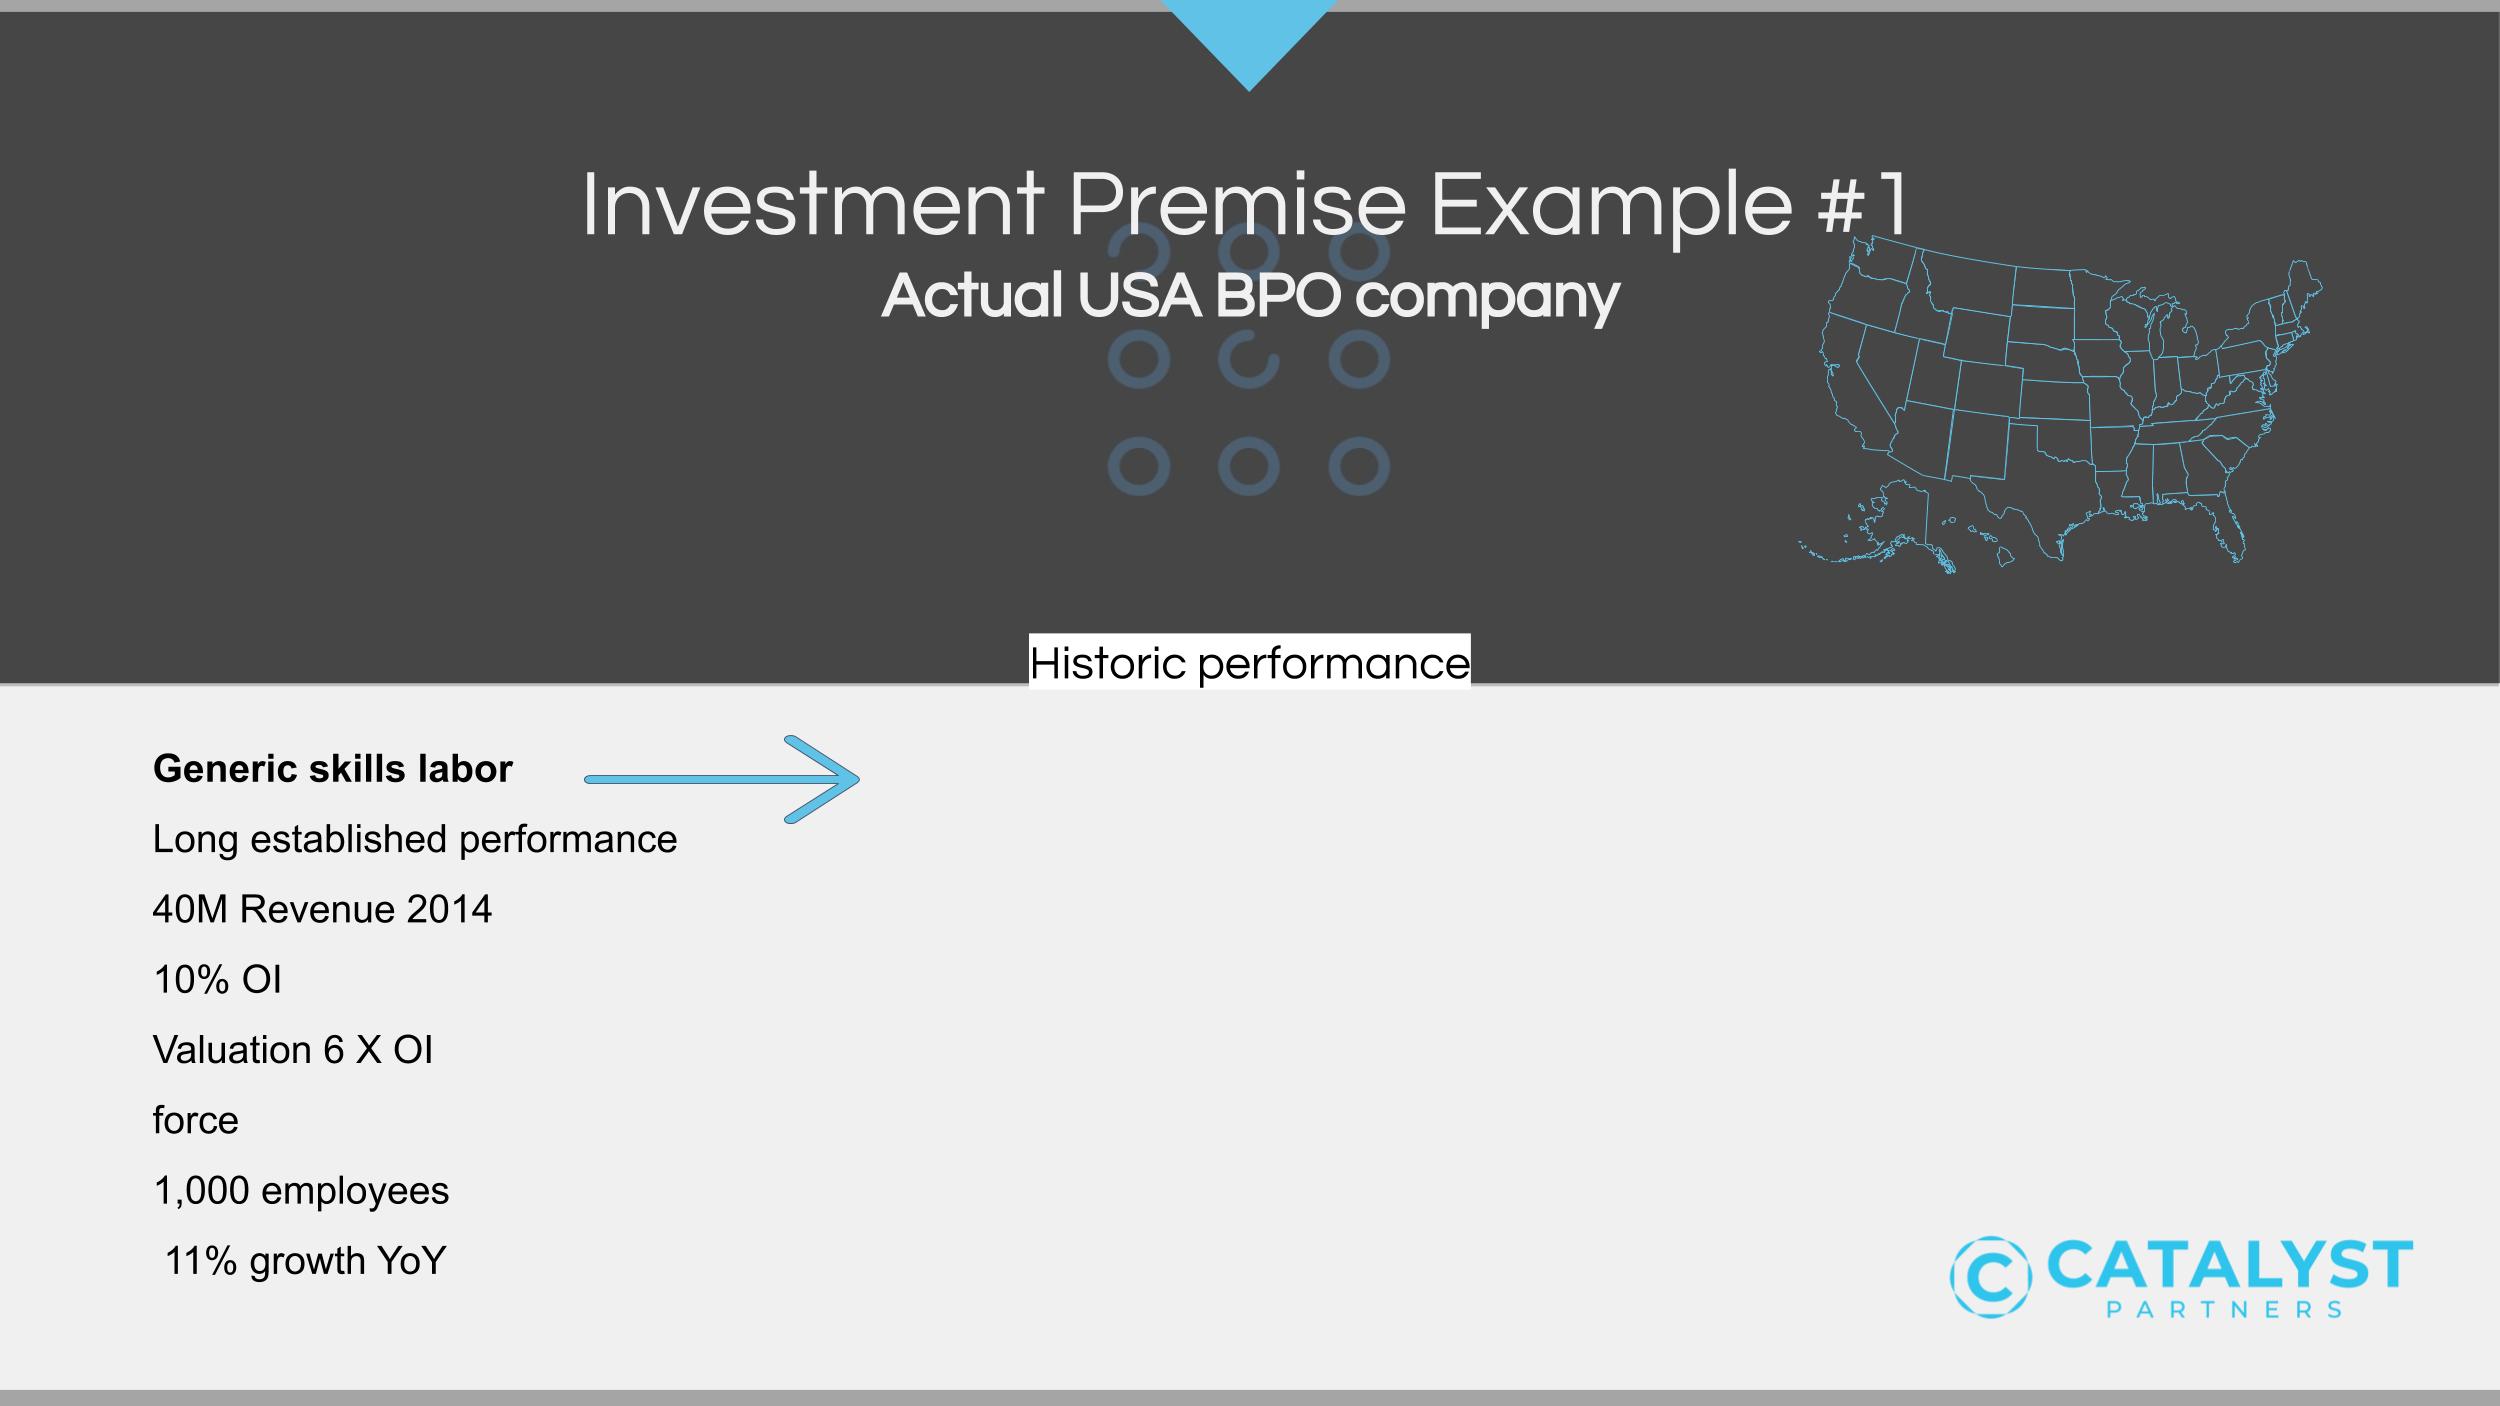 Investment Premise Example #1
Actual USA BPO company
Historic performance
Generic skills labor
Long established performance
40M Revenue 2014
10% OI
Valuation 6 X OI
force
1,000 employees
11% growth YoY
C CATALYST
PARTNERS